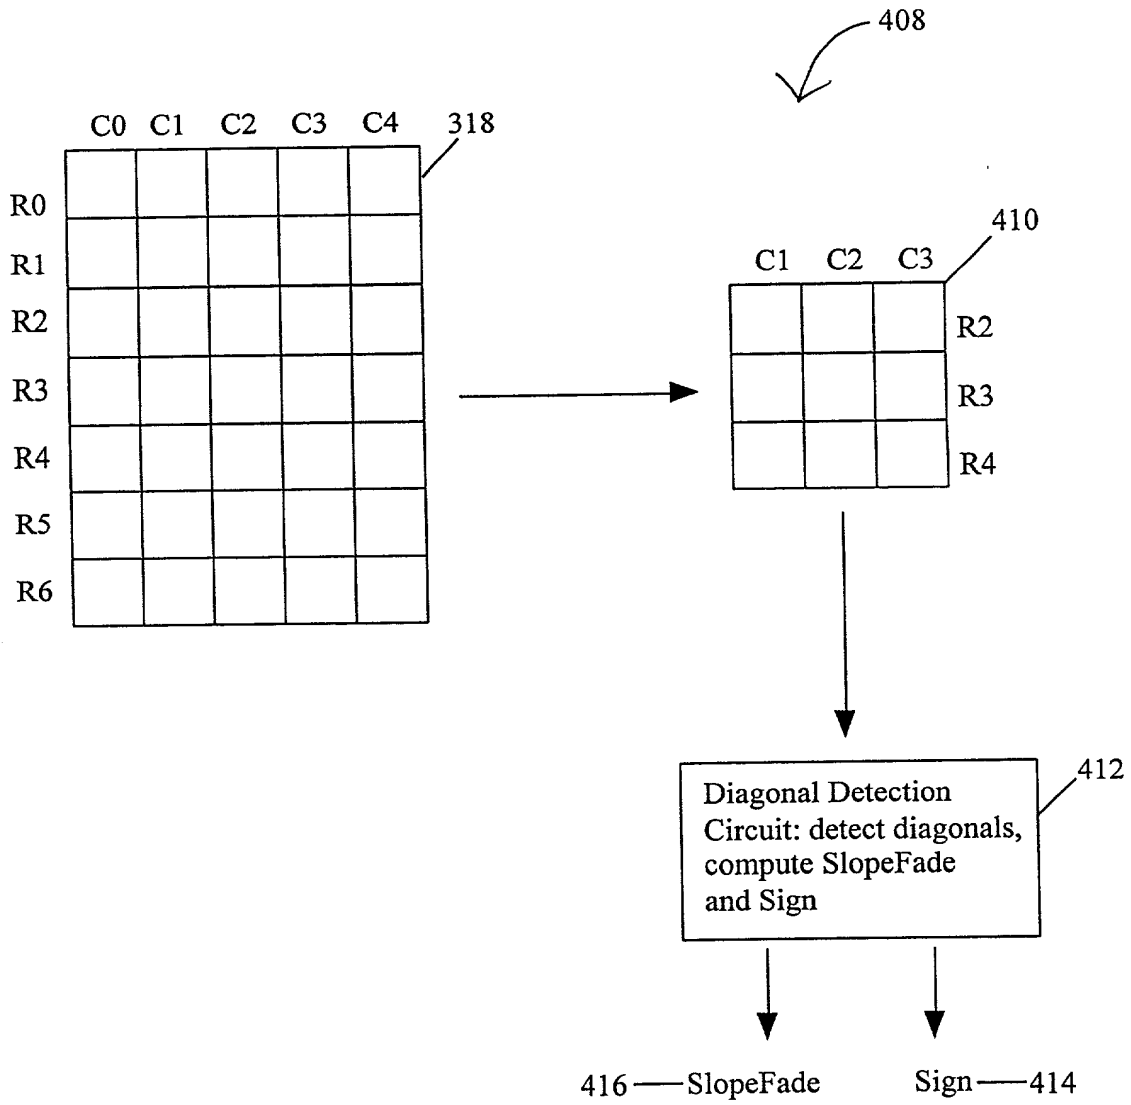 408
C0 C1 C2 C3 C4
318
R0
R1
R2
R3
R4
R5
R6
410
C1 C2 C3
R2
R3
R4
412
Diagonal Detection
Circuit: detect diagonals,
compute SlopeFade
and Sign
416 SlopeFade
Sign 414